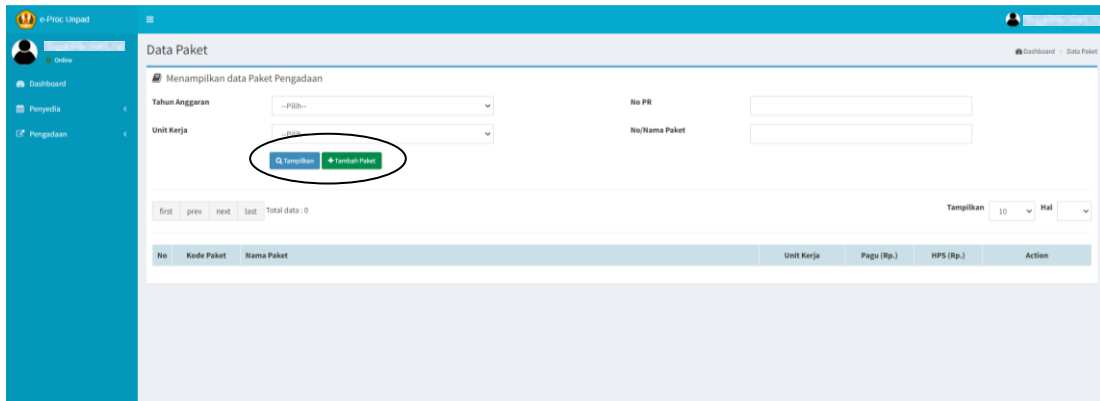 e-Proc Unpad
Online
Dashboard
Penyedia
Pengadaan
Data Paket
Dashboard > Data Paket
Menampilkan data Paket Pengadaan
Tahun Anggaran --Pilih-- No PR
Unit Kerja --Pilih-- No/Nama Paket
Tampilkan Tambah Paket
first prev next last Total data : 0 Tampilkan 10 Hal
No Kode Paket Nama Paket Unit Kerja Pagu (Rp.) HPS (Rp.) Action